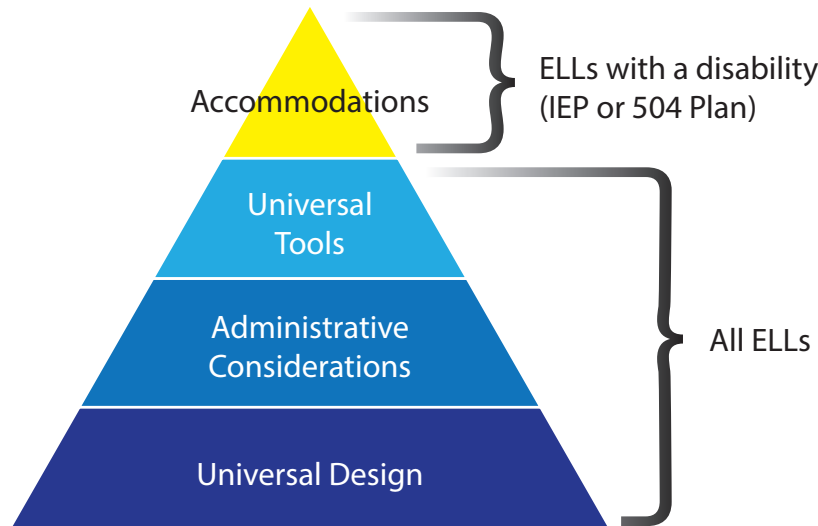 Accommodations
ELLs with a disability
(IEP or 504 Plan)
Universal
Tools
Administrative
Considerations
All ELLs
Universal Design